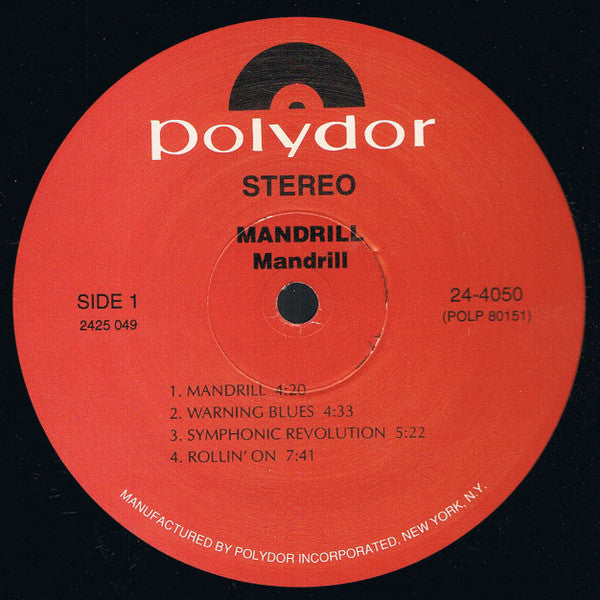 polydor
STEREO
MANDRILL
Mandrill
SIDE 1
2425 049
24-4050
(POLP 80151)
1. MANDRILL 4:20
2. WARNING BLUES 4:33
3. SYMPHONIC REVOLUTION 5:22
4. ROLLIN' ON 7:41
MANUFACTURED BY POLYDOR INCORPORATED, NEW YORK, N.Y.